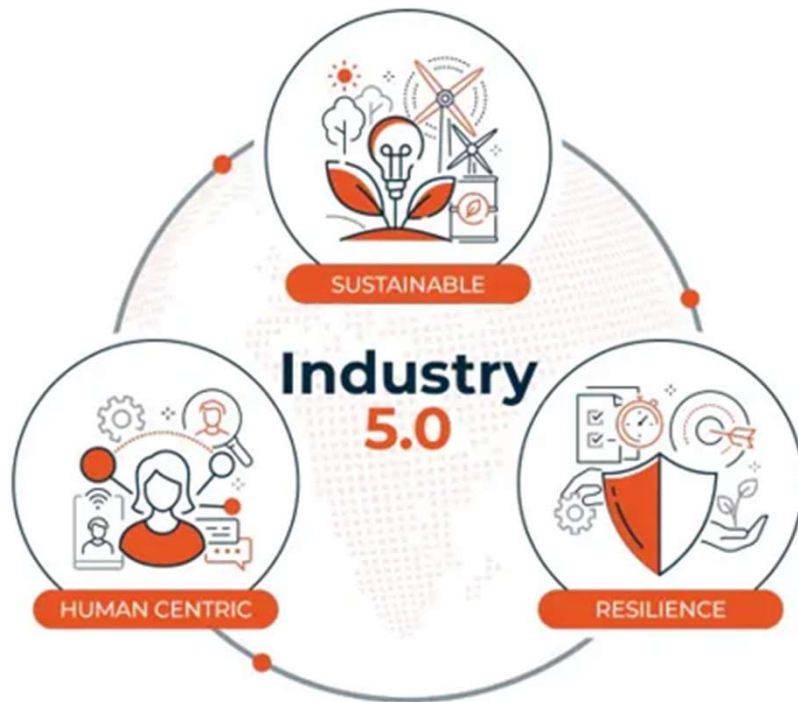 SUSTAINABLE
Industry
5.0
HUMAN CENTRIC
RESILIENCE